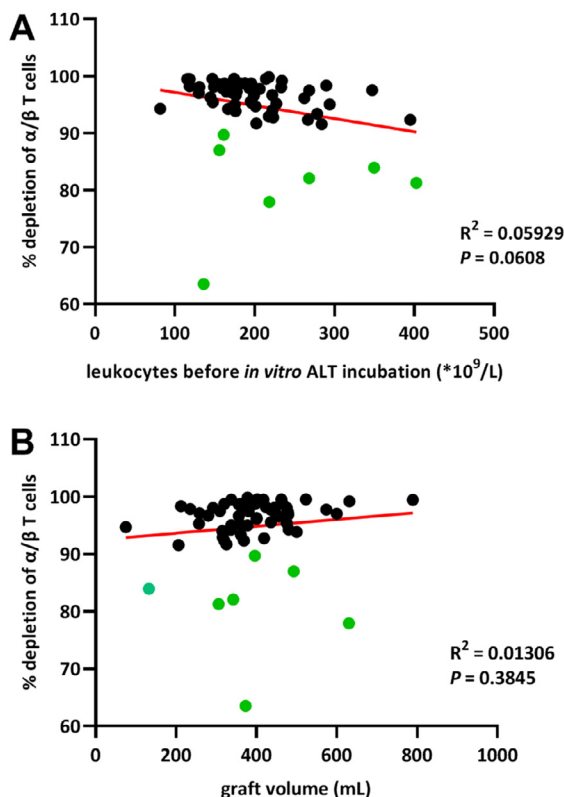 A
110
100
90
80
70
60
% depletion of α/β T cells
R² = 0.05929
P = 0.0608
0 100 200 300 400 500
leukocytes before in vitro ALT incubation (*10⁹/L)
B
110
100
90
80
70
60
% depletion of α/β T cells
R² = 0.01306
P = 0.3845
0 200 400 600 800 1000
graft volume (mL)